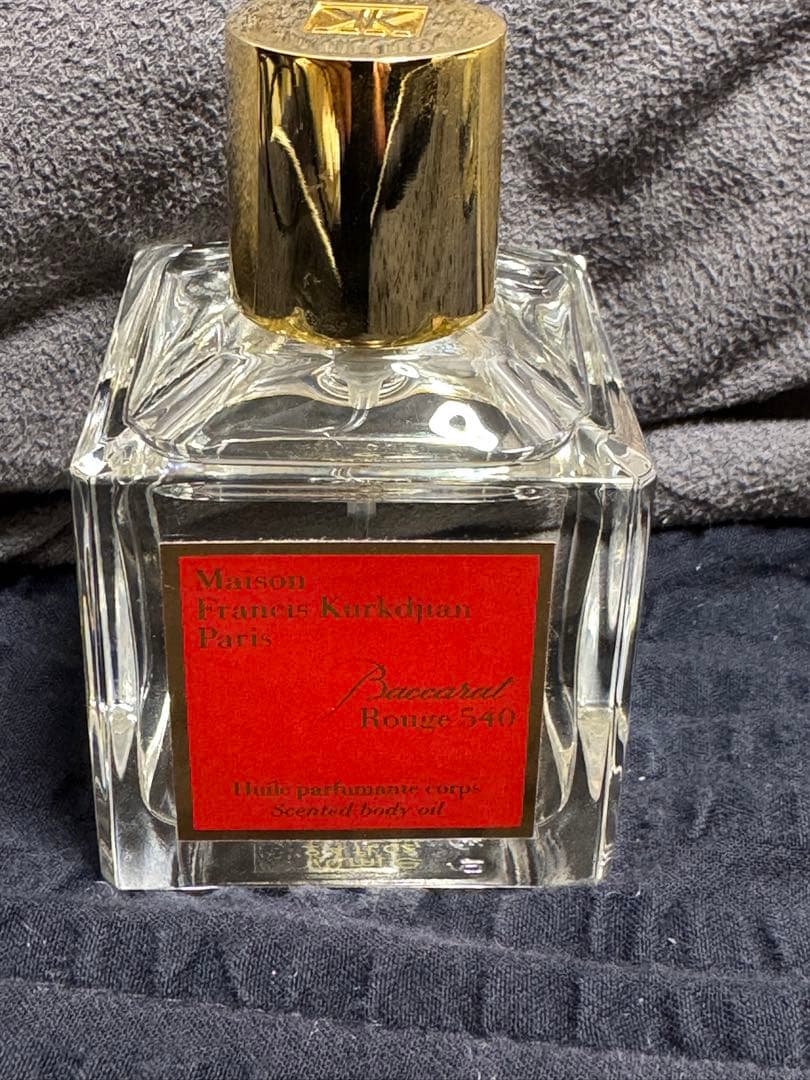 Maison
Francis Kurkdjian
Paris
Baccarat
Rouge 540
Huile parfumante corps
Scented body oil